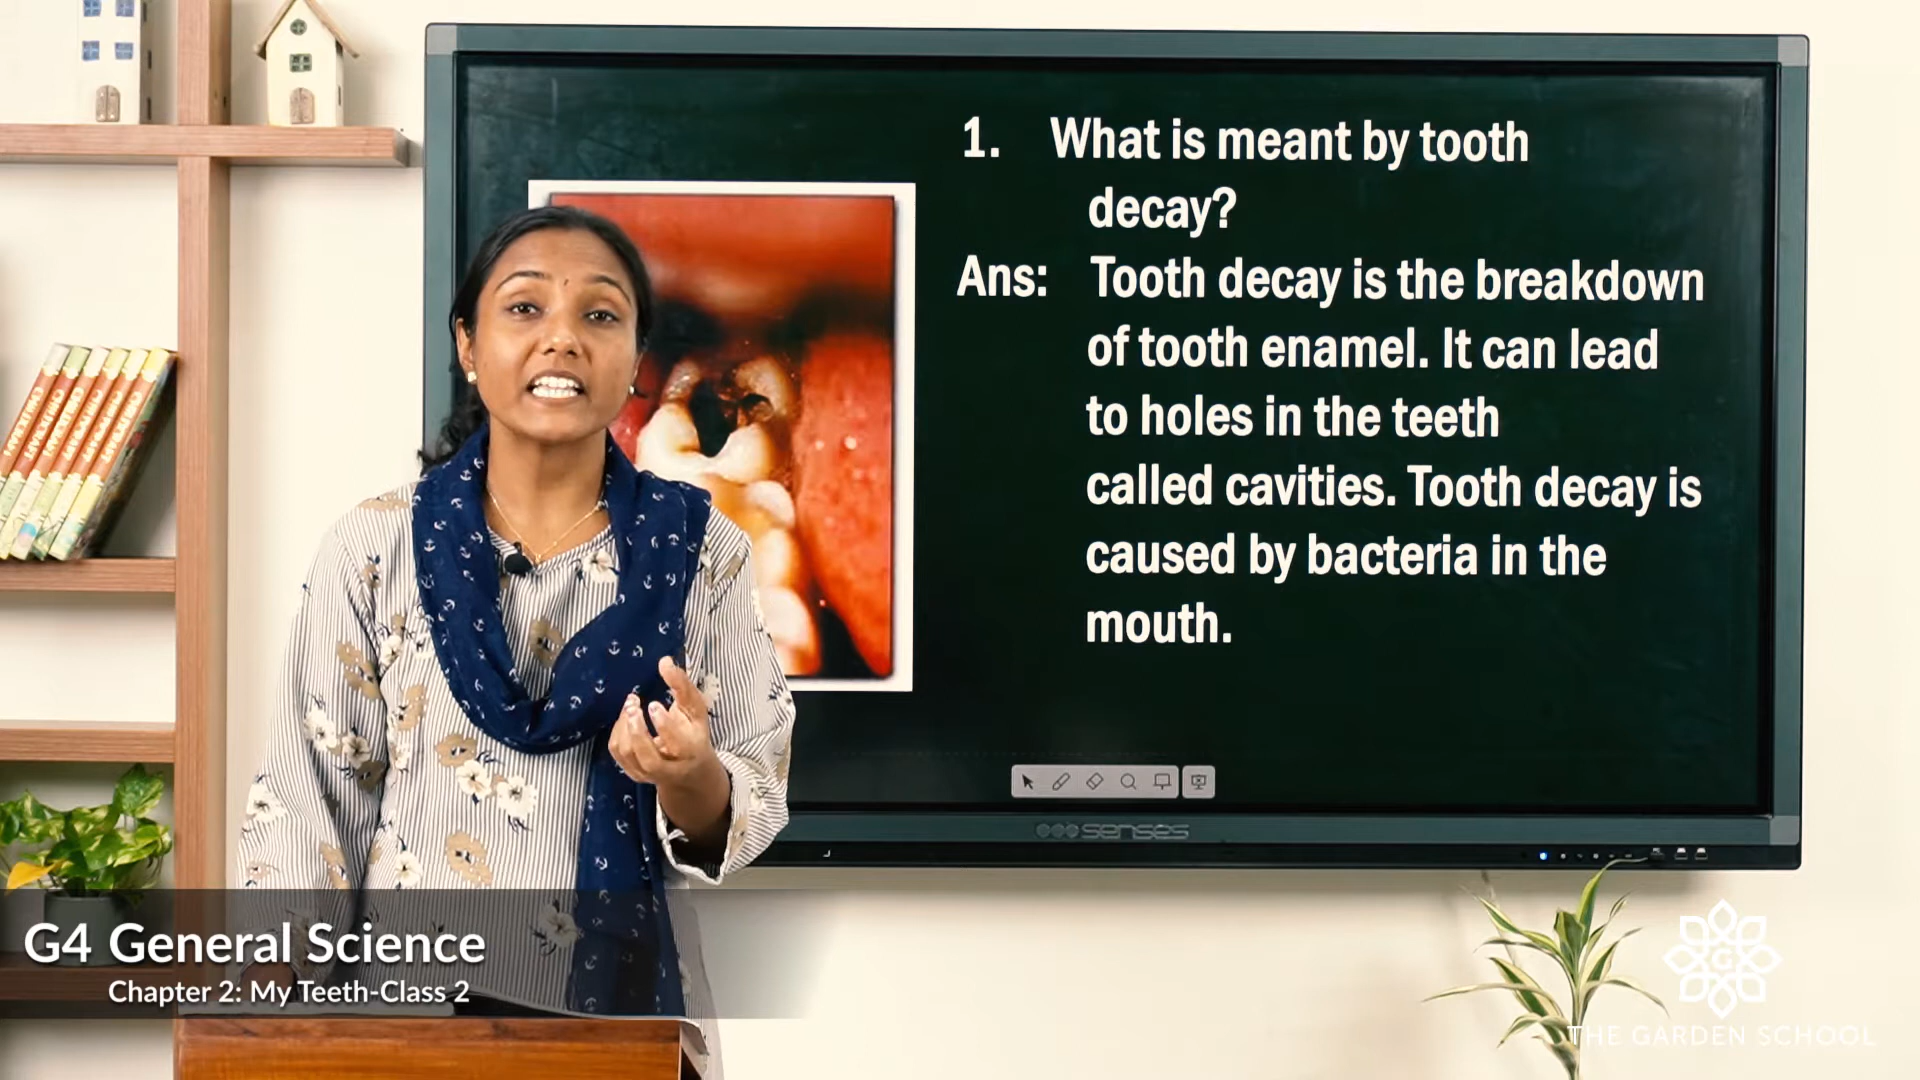 1. What is meant by tooth
decay?
Ans: Tooth decay is the breakdown
of tooth enamel. It can lead
to holes in the teeth
called cavities. Tooth decay is
caused by bacteria in the
mouth.
senses
G4 General Science
Chapter 2: My Teeth-Class 2
G
THE GARDEN SCHOOL